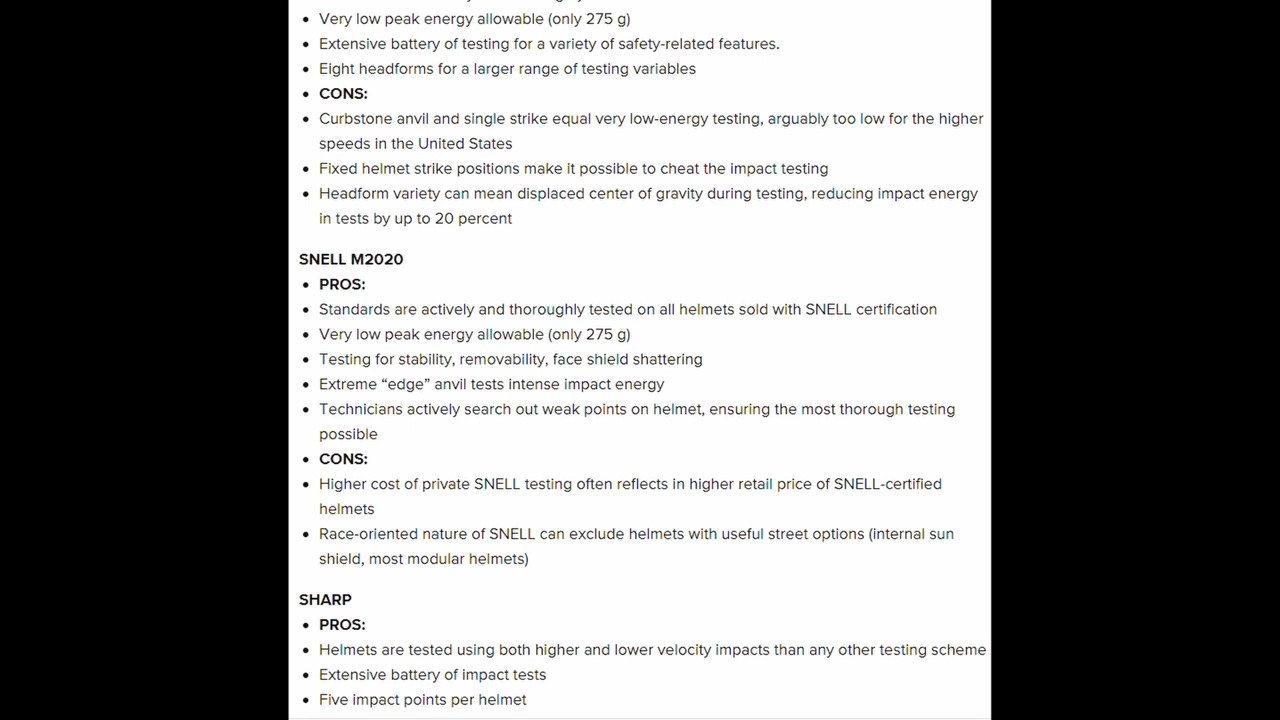 • Very low peak energy allowable (only 275 g)
• Extensive battery of testing for a variety of safety-related features.
• Eight headforms for a larger range of testing variables
• CONS:
• Curbstone anvil and single strike equal very low-energy testing, arguably too low for the higher
speeds in the United States
• Fixed helmet strike positions make it possible to cheat the impact testing
• Headform variety can mean displaced center of gravity during testing, reducing impact energy
in tests by up to 20 percent
SNELL M2020
• PROS:
• Standards are actively and thoroughly tested on all helmets sold with SNELL certification
• Very low peak energy allowable (only 275 g)
• Testing for stability, removability, face shield shattering
• Extreme “edge” anvil tests intense impact energy
• Technicians actively search out weak points on helmet, ensuring the most thorough testing
possible
• CONS:
• Higher cost of private SNELL testing often reflects in higher retail price of SNELL-certified
helmets
• Race-oriented nature of SNELL can exclude helmets with useful street options (internal sun
shield, most modular helmets)
SHARP
• PROS:
• Helmets are tested using both higher and lower velocity impacts than any other testing scheme
• Extensive battery of impact tests
• Five impact points per helmet